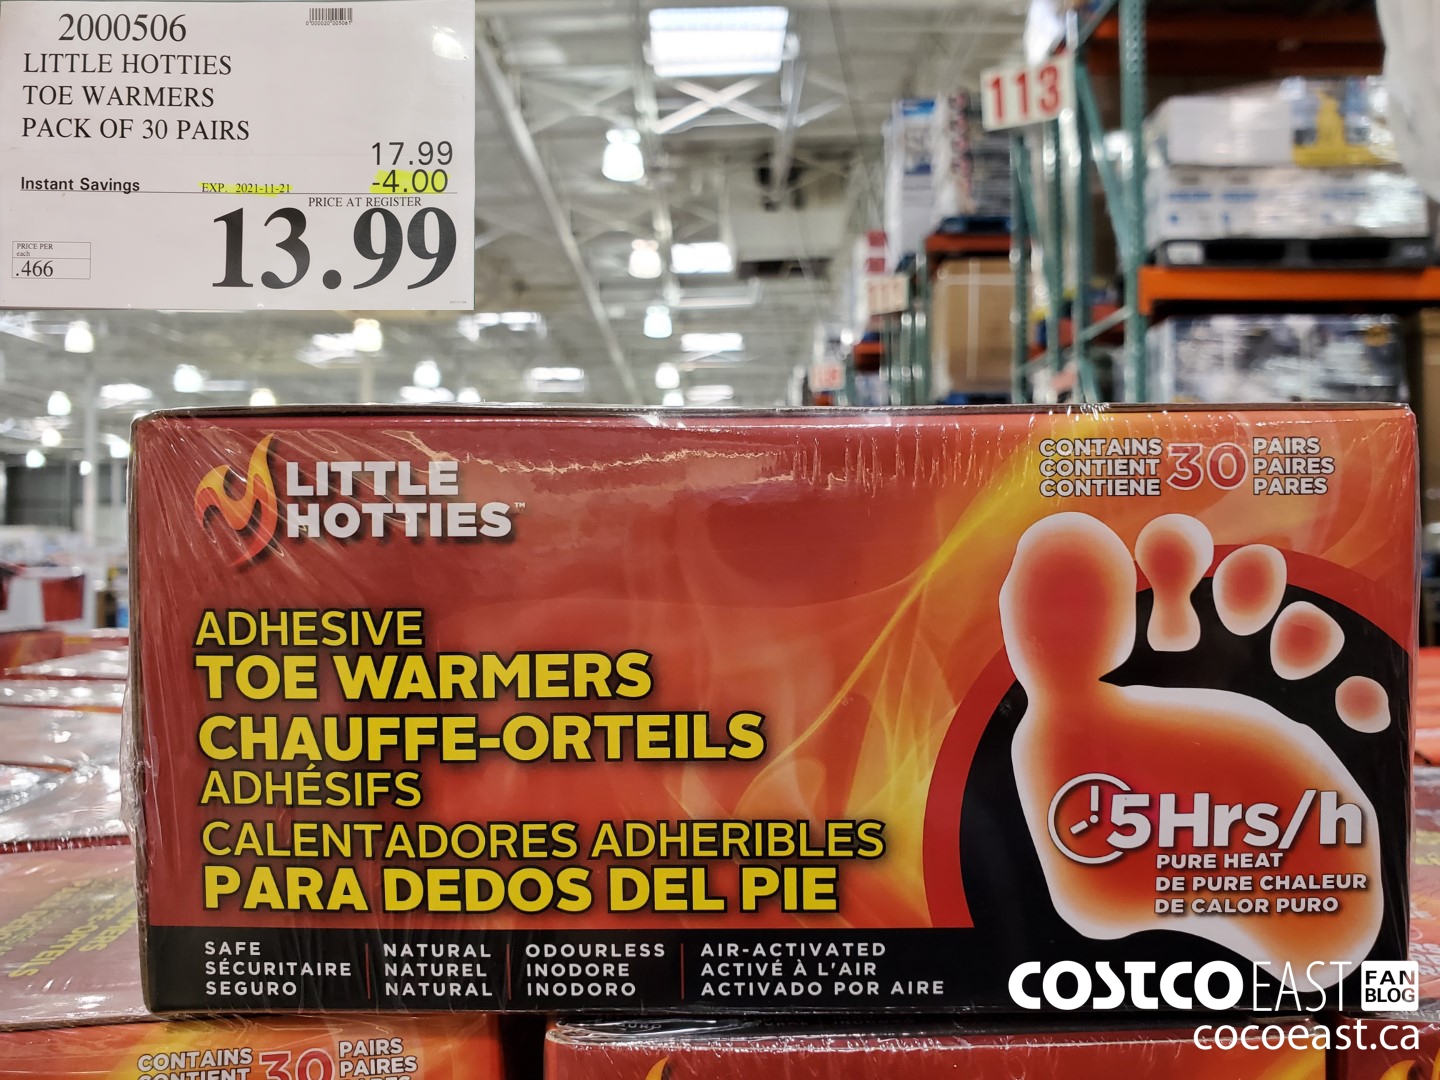 2000506
LITTLE HOTTIES
TOE WARMERS
PACK OF 30 PAIRS
17.99
Instant Savings EXP. 2021-11-21 -4.00
PRICE AT REGISTER
13.99
PRICE PER
each
.466
113
LITTLE
HOTTIES™
CONTAINS 30 PAIRS
CONTIENT PAIRES
CONTIENE PARES
ADHESIVE
TOE WARMERS
CHAUFFE-ORTEILS
ADHÉSIFS
CALENTADORES ADHERIBLES
PARA DEDOS DEL PIE
5Hrs/h
PURE HEAT
DE PURE CHALEUR
DE CALOR PURO
SAFE
SÉCURITAIRE
SEGURO
NATURAL
NATUREL
NATURAL
ODOURLESS
INODORE
INODORO
AIR-ACTIVATED
ACTIVÉ À L'AIR
ACTIVADO POR AIRE
COSTCO EAST FAN BLOG
cocoeast.ca
CONTAINS 30 PAIRS
CONTIENT PAIRES